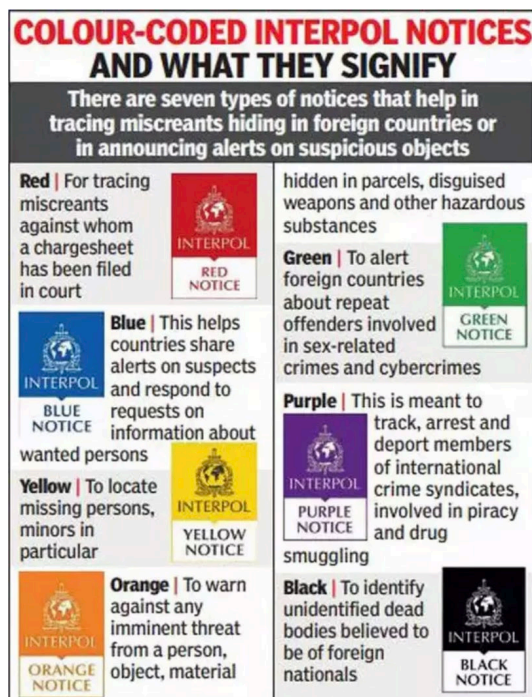 COLOUR-CODED INTERPOL NOTICES
AND WHAT THEY SIGNIFY
There are seven types of notices that help in
tracing miscreants hiding in foreign countries or
in announcing alerts on suspicious objects
Red | For tracing
miscreants
against whom
a chargesheet
has been filed
in court
INTERPOL
RED
NOTICE
Blue | This helps
countries share
alerts on suspects
and respond to
requests on
information about
wanted persons
INTERPOL
BLUE
NOTICE
Yellow | To locate
missing persons,
minors in
particular
INTERPOL
YELLOW
NOTICE
Orange | To warn
against any
imminent threat
from a person,
object, material
INTERPOL
ORANGE
NOTICE
hidden in parcels, disguised
weapons and other hazardous
substances
Green | To alert
foreign countries
about repeat
offenders involved
in sex-related
crimes and cybercrimes
INTERPOL
GREEN
NOTICE
Purple | This is meant to
track, arrest and
deport members
of international
crime syndicates,
involved in piracy
and drug
smuggling
INTERPOL
PURPLE
NOTICE
Black | To identify
unidentified dead
bodies believed to
be of foreign
nationals
INTERPOL
BLACK
NOTICE